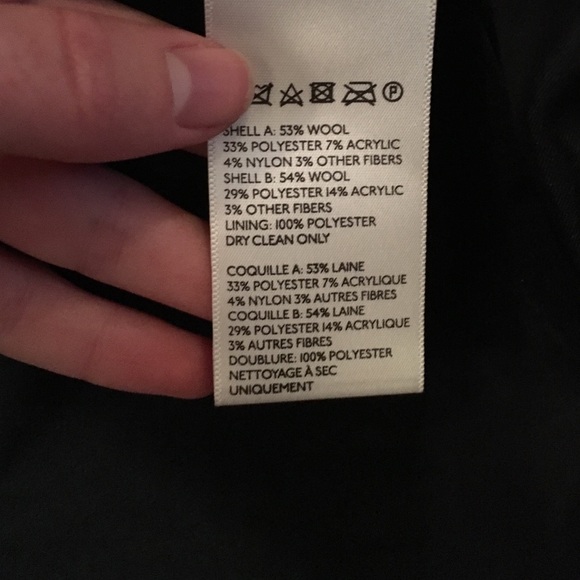 P
SHELL A: 53% WOOL
33% POLYESTER 7% ACRYLIC
4% NYLON 3% OTHER FIBERS
SHELL B: 54% WOOL
29% POLYESTER 14% ACRYLIC
3% OTHER FIBERS
LINING: 100% POLYESTER
DRY CLEAN ONLY
COQUILLE A: 53% LAINE
33% POLYESTER 7% ACRYLIQUE
4% NYLON 3% AUTRES FIBRES
COQUILLE B: 54% LAINE
29% POLYESTER 14% ACRYLIQUE
3% AUTRES FIBRES
DOUBLURE: 100% POLYESTER
NETTOYAGE À SEC
UNIQUEMENT